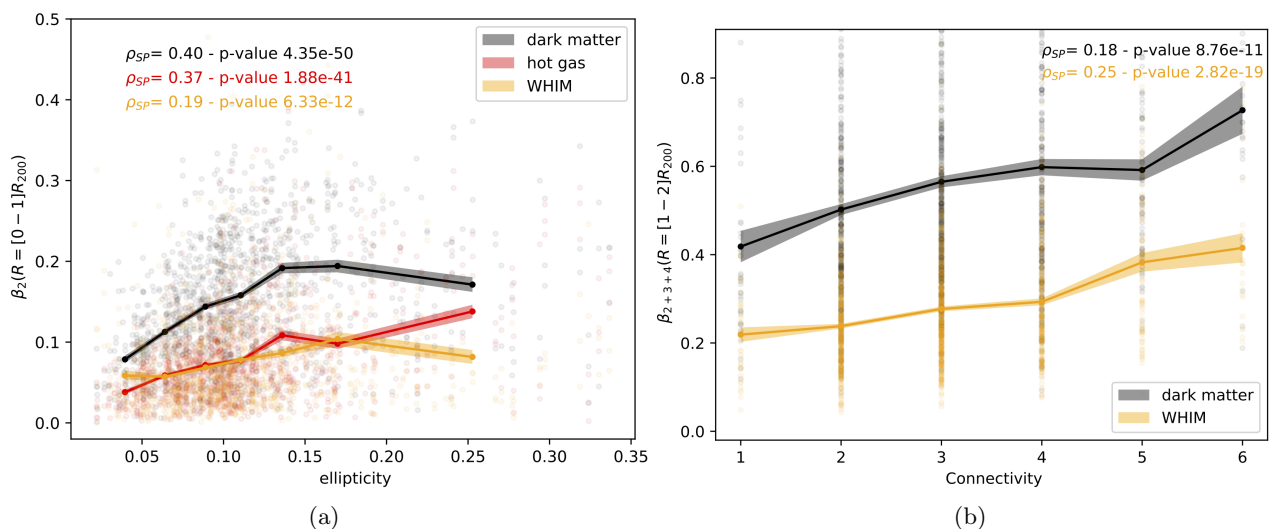 0.5
0.4
0.3
0.2
0.1
0.0
β₂(R = [0 − 1]R₂₀₀)
ρ_SP= 0.40 - p-value 4.35e-50
ρ_SP= 0.37 - p-value 1.88e-41
ρ_SP= 0.19 - p-value 6.33e-12
dark matter
hot gas
WHIM
0.05 0.10 0.15 0.20 0.25 0.30 0.35
ellipticity
(a)
0.8
0.6
0.4
0.2
0.0
β₂₊₃₊₄(R = [1 − 2]R₂₀₀)
ρ_SP= 0.18 - p-value 8.76e-11
ρ_SP= 0.25 - p-value 2.82e-19
dark matter
WHIM
1 2 3 4 5 6
Connectivity
(b)